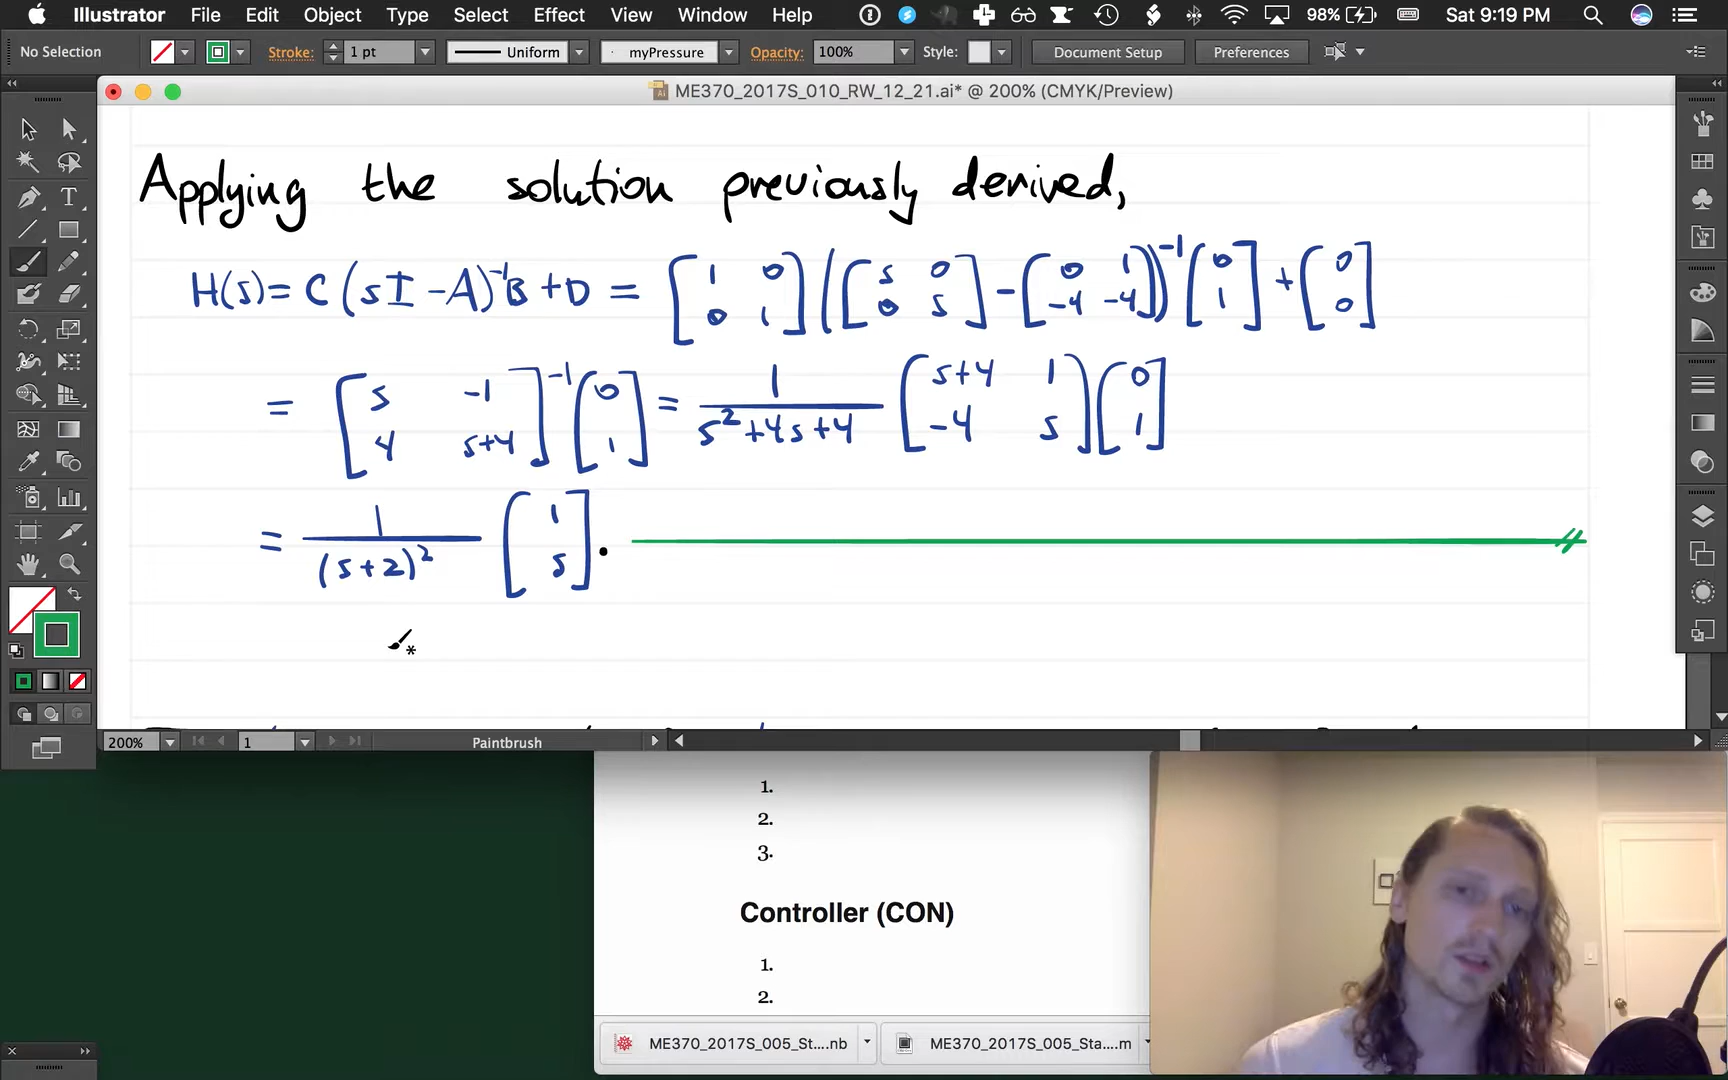 Illustrator File Edit Object Type Select Effect View Window Help 98% Sat 9:19 PM
No Selection Stroke: 1 pt Uniform myPressure Opacity: 100% Style: Document Setup Preferences
ME370_2017S_010_RW_12_21.ai* @ 200% (CMYK/Preview)
Applying the solution previously derived,
H(s) = C (sI - A)^-1 B + D = [1 0; 0 1] ([s 0; 0 s] - [0 1; -4 -4])^-1 [0; 1] + [0; 0]
= [s -1; 4 s+4]^-1 [0; 1] = 1/(s^2+4s+4) [s+4 1; -4 s] [0; 1]
= 1/(s+2)^2 [1; s].
200% 1 Paintbrush
1.
2.
3.
Controller (CON)
1.
2.
ME370_2017S_005_St....nb ME370_2017S_005_Sta....m